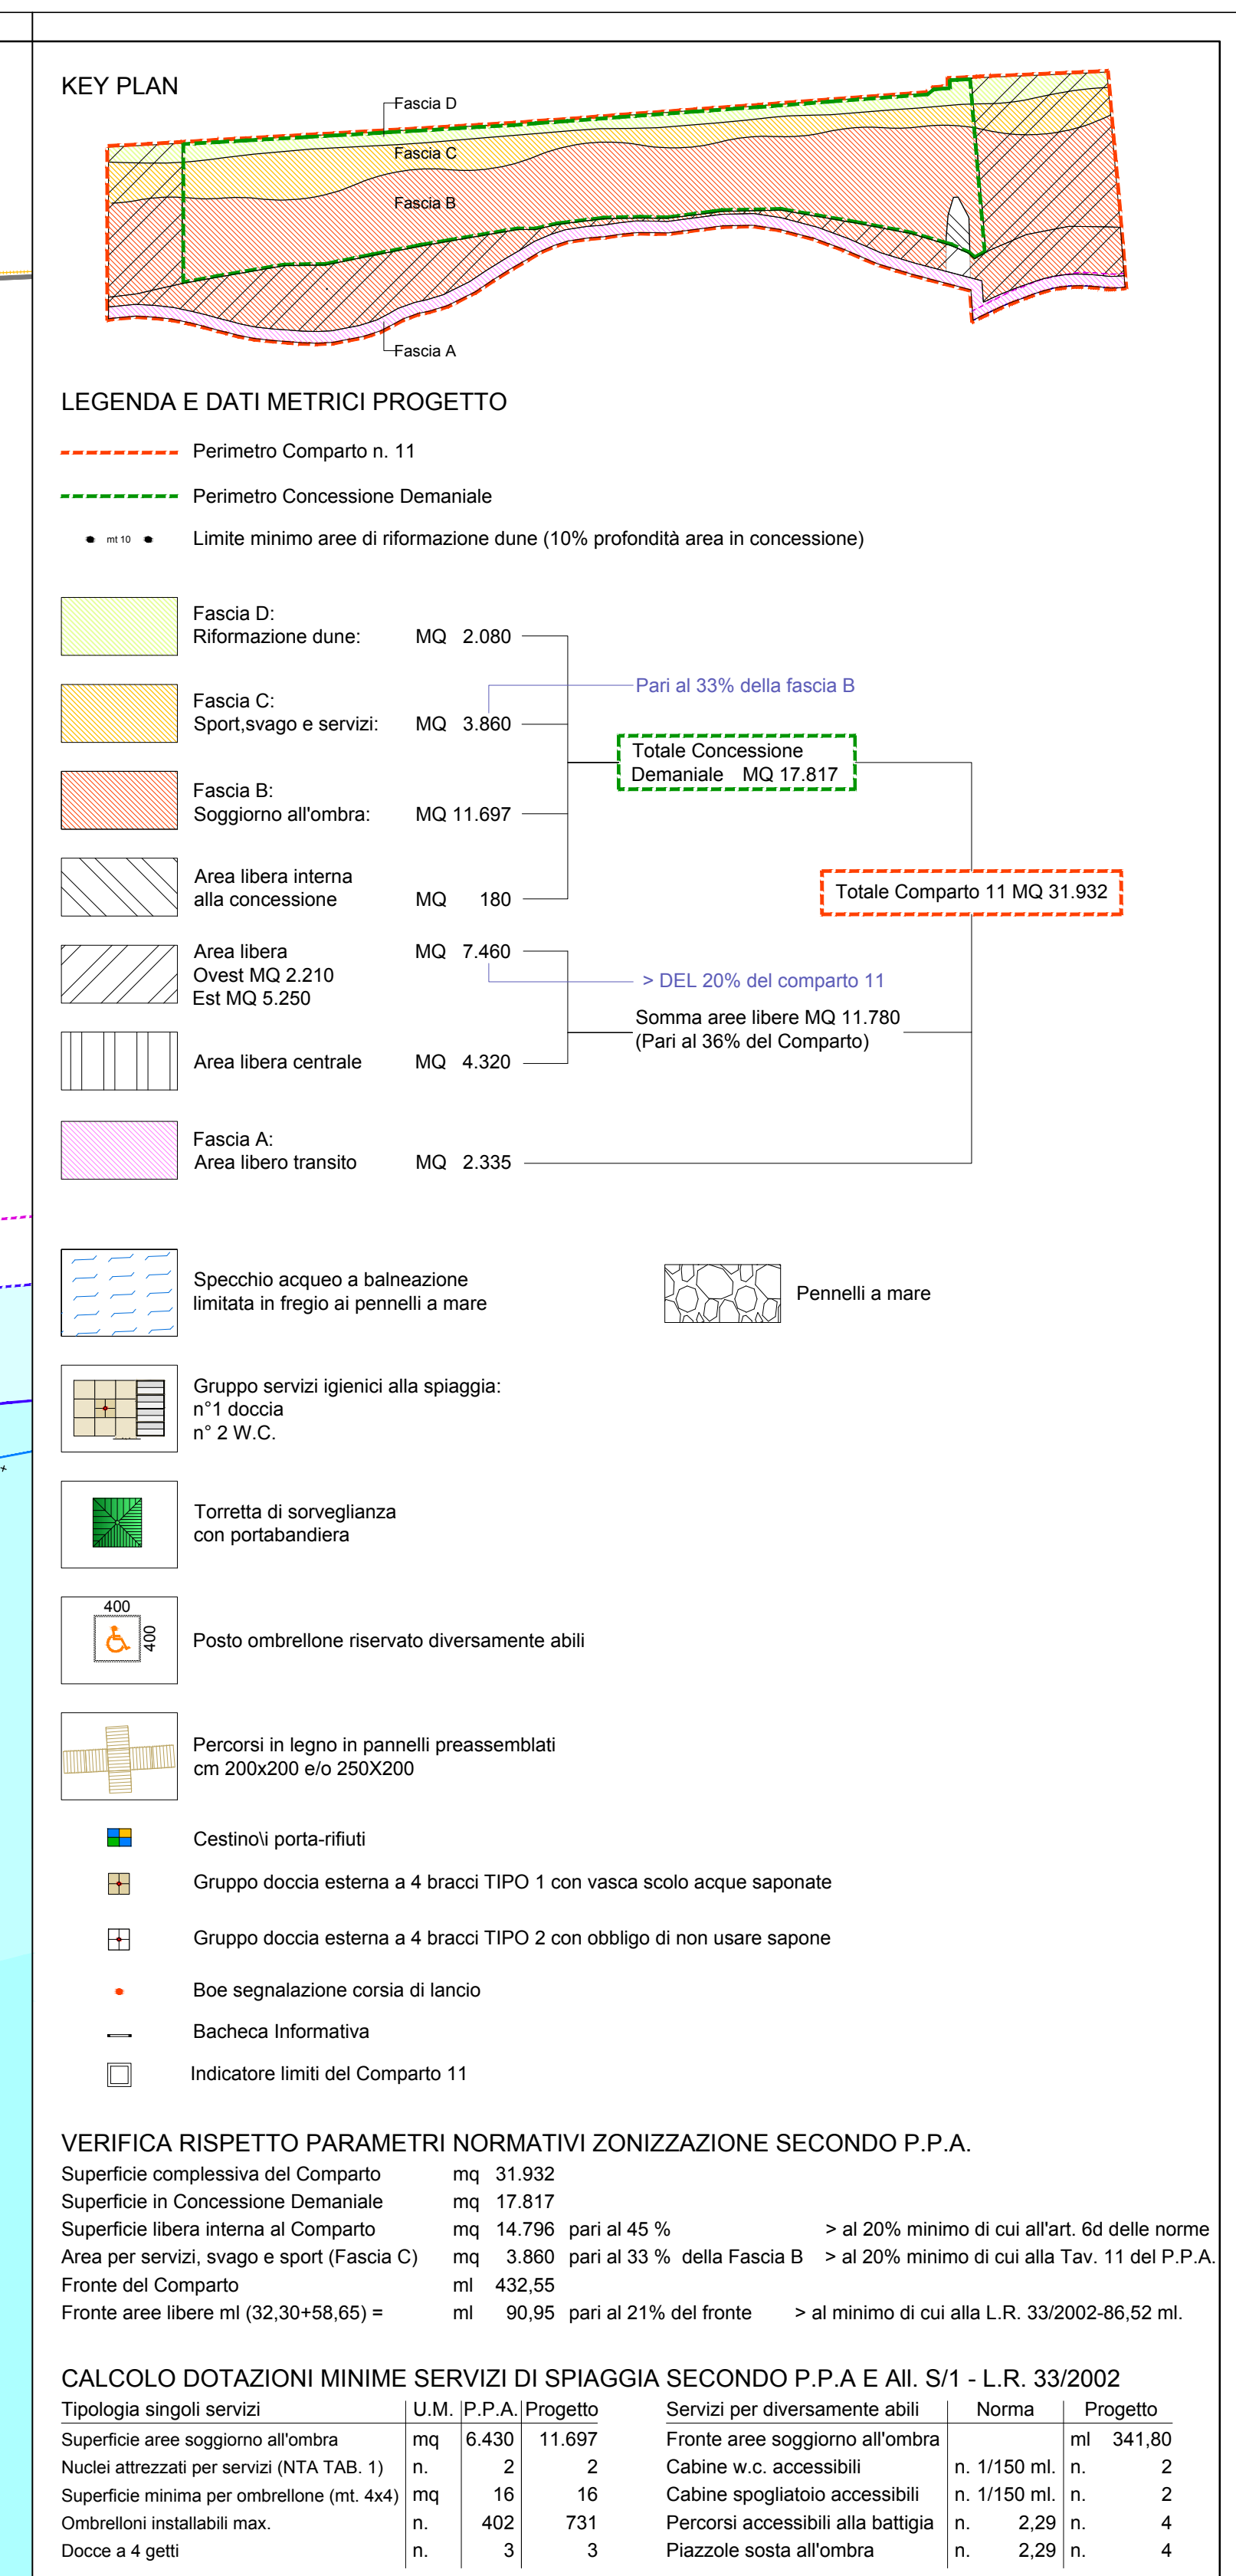 KEY PLAN
Fascia D
Fascia C
Fascia B
Fascia A
LEGENDA E DATI METRICI PROGETTO
Perimetro Comparto n. 11
Perimetro Concessione Demaniale
mt 10
Limite minimo aree di riformazione dune (10% profondità area in concessione)
Fascia D:
Riformazione dune: MQ 2.080
Pari al 33% della fascia B
Fascia C:
Sport,svago e servizi: MQ 3.860
Totale Concessione
Demaniale MQ 17.817
Fascia B:
Soggiorno all'ombra: MQ 11.697
Area libera interna
alla concessione MQ 180
Totale Comparto 11 MQ 31.932
Area libera MQ 7.460
Ovest MQ 2.210
Est MQ 5.250
> DEL 20% del comparto 11
Somma aree libere MQ 11.780
(Pari al 36% del Comparto)
Area libera centrale MQ 4.320
Fascia A:
Area libero transito MQ 2.335
Specchio acqueo a balneazione
limitata in fregio ai pennelli a mare
Pennelli a mare
Gruppo servizi igienici alla spiaggia:
n°1 doccia
n° 2 W.C.
Torretta di sorveglianza
con portabandiera
400
400
Posto ombrellone riservato diversamente abili
Percorsi in legno in pannelli preassemblati
cm 200x200 e/o 250X200
Cestino\i porta-rifiuti
Gruppo doccia esterna a 4 bracci TIPO 1 con vasca scolo acque saponate
Gruppo doccia esterna a 4 bracci TIPO 2 con obbligo di non usare sapone
Boe segnalazione corsia di lancio
Bacheca Informativa
Indicatore limiti del Comparto 11
VERIFICA RISPETTO PARAMETRI NORMATIVI ZONIZZAZIONE SECONDO P.P.A.
Superficie complessiva del Comparto mq 31.932
Superficie in Concessione Demaniale mq 17.817
Superficie libera interna al Comparto mq 14.796 pari al 45 % > al 20% minimo di cui all'art. 6d delle norme
Area per servizi, svago e sport (Fascia C) mq 3.860 pari al 33 % della Fascia B > al 20% minimo di cui alla Tav. 11 del P.P.A.
Fronte del Comparto ml 432,55
Fronte aree libere ml (32,30+58,65) = ml 90,95 pari al 21% del fronte > al minimo di cui alla L.R. 33/2002-86,52 ml.
CALCOLO DOTAZIONI MINIME SERVIZI DI SPIAGGIA SECONDO P.P.A E All. S/1 - L.R. 33/2002
Tipologia singoli servizi U.M. P.P.A. Progetto
Superficie aree soggiorno all'ombra mq 6.430 11.697
Nuclei attrezzati per servizi (NTA TAB. 1) n. 2 2
Superficie minima per ombrellone (mt. 4x4) mq 16 16
Ombrelloni installabili max. n. 402 731
Docce a 4 getti n. 3 3
Servizi per diversamente abili Norma Progetto
Fronte aree soggiorno all'ombra ml 341,80
Cabine w.c. accessibili n. 1/150 ml. n. 2
Cabine spogliatoio accessibili n. 1/150 ml. n. 2
Percorsi accessibili alla battigia n. 2,29 n. 4
Piazzole sosta all'ombra n. 2,29 n. 4